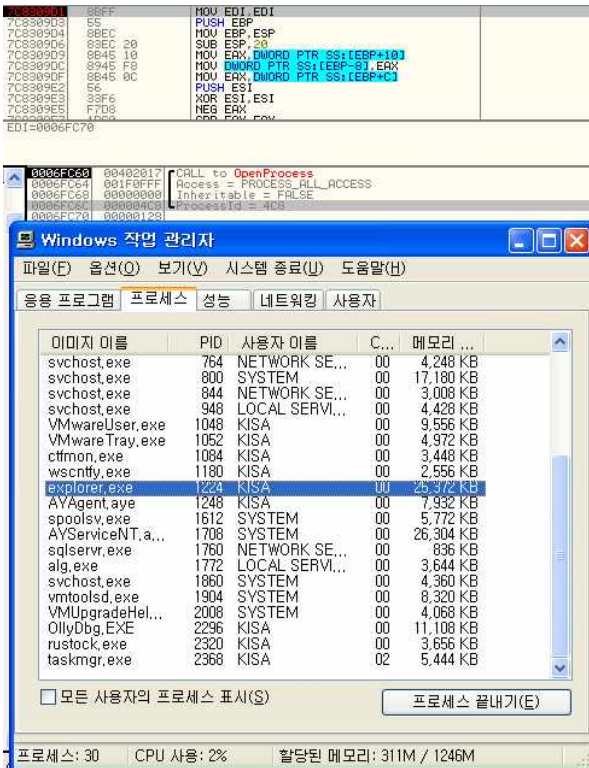 7C8309D1 8BFF MOV EDI,EDI
7C8309D3 55 PUSH EBP
7C8309D4 8BEC MOV EBP,ESP
7C8309D6 83EC 20 SUB ESP,20
7C8309D9 8B45 10 MOV EAX,DWORD PTR SS:[EBP+10]
7C8309DC 8945 F8 MOV DWORD PTR SS:[EBP-8],EAX
7C8309DF 8B45 0C MOV EAX,DWORD PTR SS:[EBP+C]
7C8309E2 56 PUSH ESI
7C8309E3 33F6 XOR ESI,ESI
7C8309E5 F7D8 NEG EAX
EDI=0006FC70
0006FC60 00402017 CALL to OpenProcess
0006FC64 001F0FFF Access = PROCESS_ALL_ACCESS
0006FC68 00000000 Inheritable = FALSE
0006FC6C 000004C8 ProcessId = 4C8
0006FC70 00000128
Windows 작업 관리자
파일(F) 옵션(O) 보기(V) 시스템 종료(U) 도움말(H)
응용 프로그램 프로세스 성능 네트워킹 사용자
이미지 이름 PID 사용자 이름 C... 메모리 ...
svchost.exe 764 NETWORK SE... 00 4,248 KB
svchost.exe 800 SYSTEM 00 17,180 KB
svchost.exe 844 NETWORK SE... 00 3,008 KB
svchost.exe 948 LOCAL SERVI... 00 4,428 KB
VMwareUser.exe 1048 KISA 00 9,556 KB
VMwareTray.exe 1052 KISA 00 4,972 KB
ctfmon.exe 1084 KISA 00 3,448 KB
wscntfy.exe 1180 KISA 00 2,556 KB
explorer.exe 1224 KISA 00 25,372 KB
AYAgent.aye 1248 KISA 00 7,932 KB
spoolsv.exe 1612 SYSTEM 00 5,772 KB
AYServiceNT.a... 1708 SYSTEM 00 26,304 KB
sqlservr.exe 1760 NETWORK SE... 00 836 KB
alg.exe 1772 LOCAL SERVI... 00 3,644 KB
svchost.exe 1860 SYSTEM 00 4,360 KB
vmtoolsd.exe 1904 SYSTEM 00 8,320 KB
VMUpgradeHel... 2008 SYSTEM 00 4,068 KB
OllyDbg.EXE 2296 KISA 00 11,108 KB
rustock.exe 2320 KISA 00 3,656 KB
taskmgr.exe 2368 KISA 02 5,444 KB
모든 사용자의 프로세스 표시(S) 프로세스 끝내기(E)
프로세스: 30 CPU 사용: 2% 할당된 메모리: 311M / 1246M